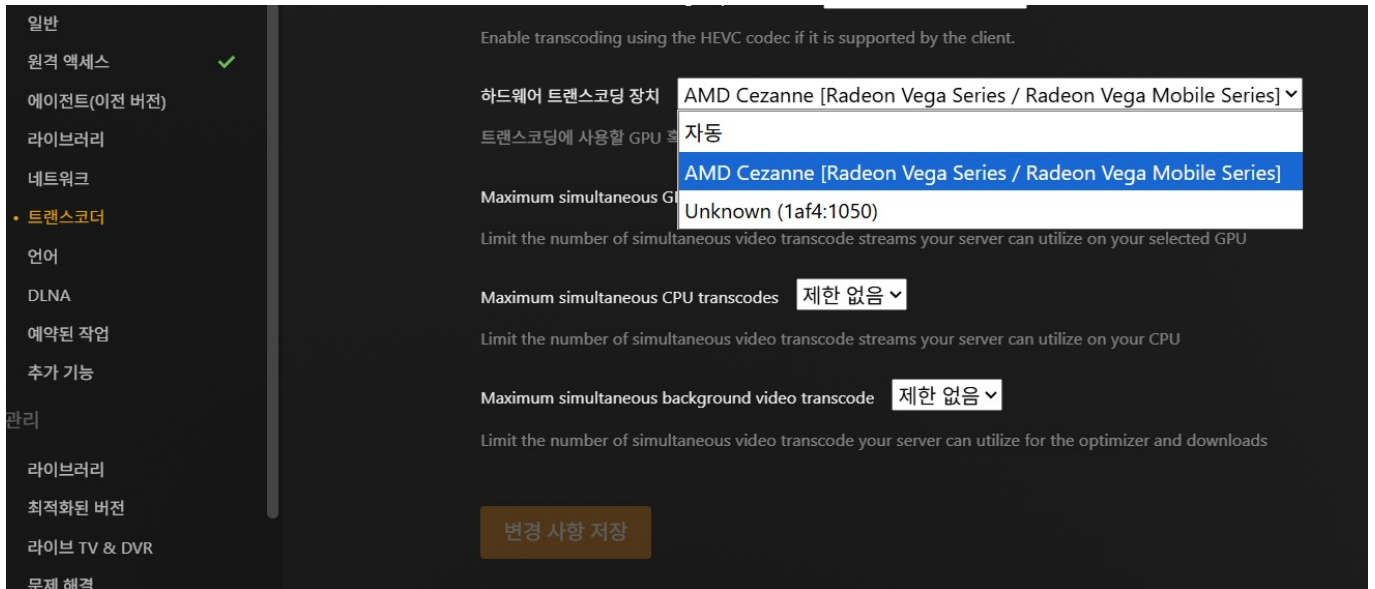 일반
원격 액세스
에이전트(이전 버전)
라이브러리
네트워크
• 트랜스코더
언어
DLNA
예약된 작업
추가 기능
관리
라이브러리
최적화된 버전
라이브 TV & DVR
문제 해결
Enable transcoding using the HEVC codec if it is supported by the client.
하드웨어 트랜스코딩 장치 AMD Cezanne [Radeon Vega Series / Radeon Vega Mobile Series]
자동
트랜스코딩에 사용할 GPU
AMD Cezanne [Radeon Vega Series / Radeon Vega Mobile Series]
Maximum simultaneous
Unknown (1af4:1050)
Limit the number of simultaneous video transcode streams your server can utilize on your selected GPU
Maximum simultaneous CPU transcodes 제한 없음
Limit the number of simultaneous video transcode streams your server can utilize on your CPU
Maximum simultaneous background video transcode 제한 없음
Limit the number of simultaneous video transcode your server can utilize for the optimizer and downloads
변경 사항 저장